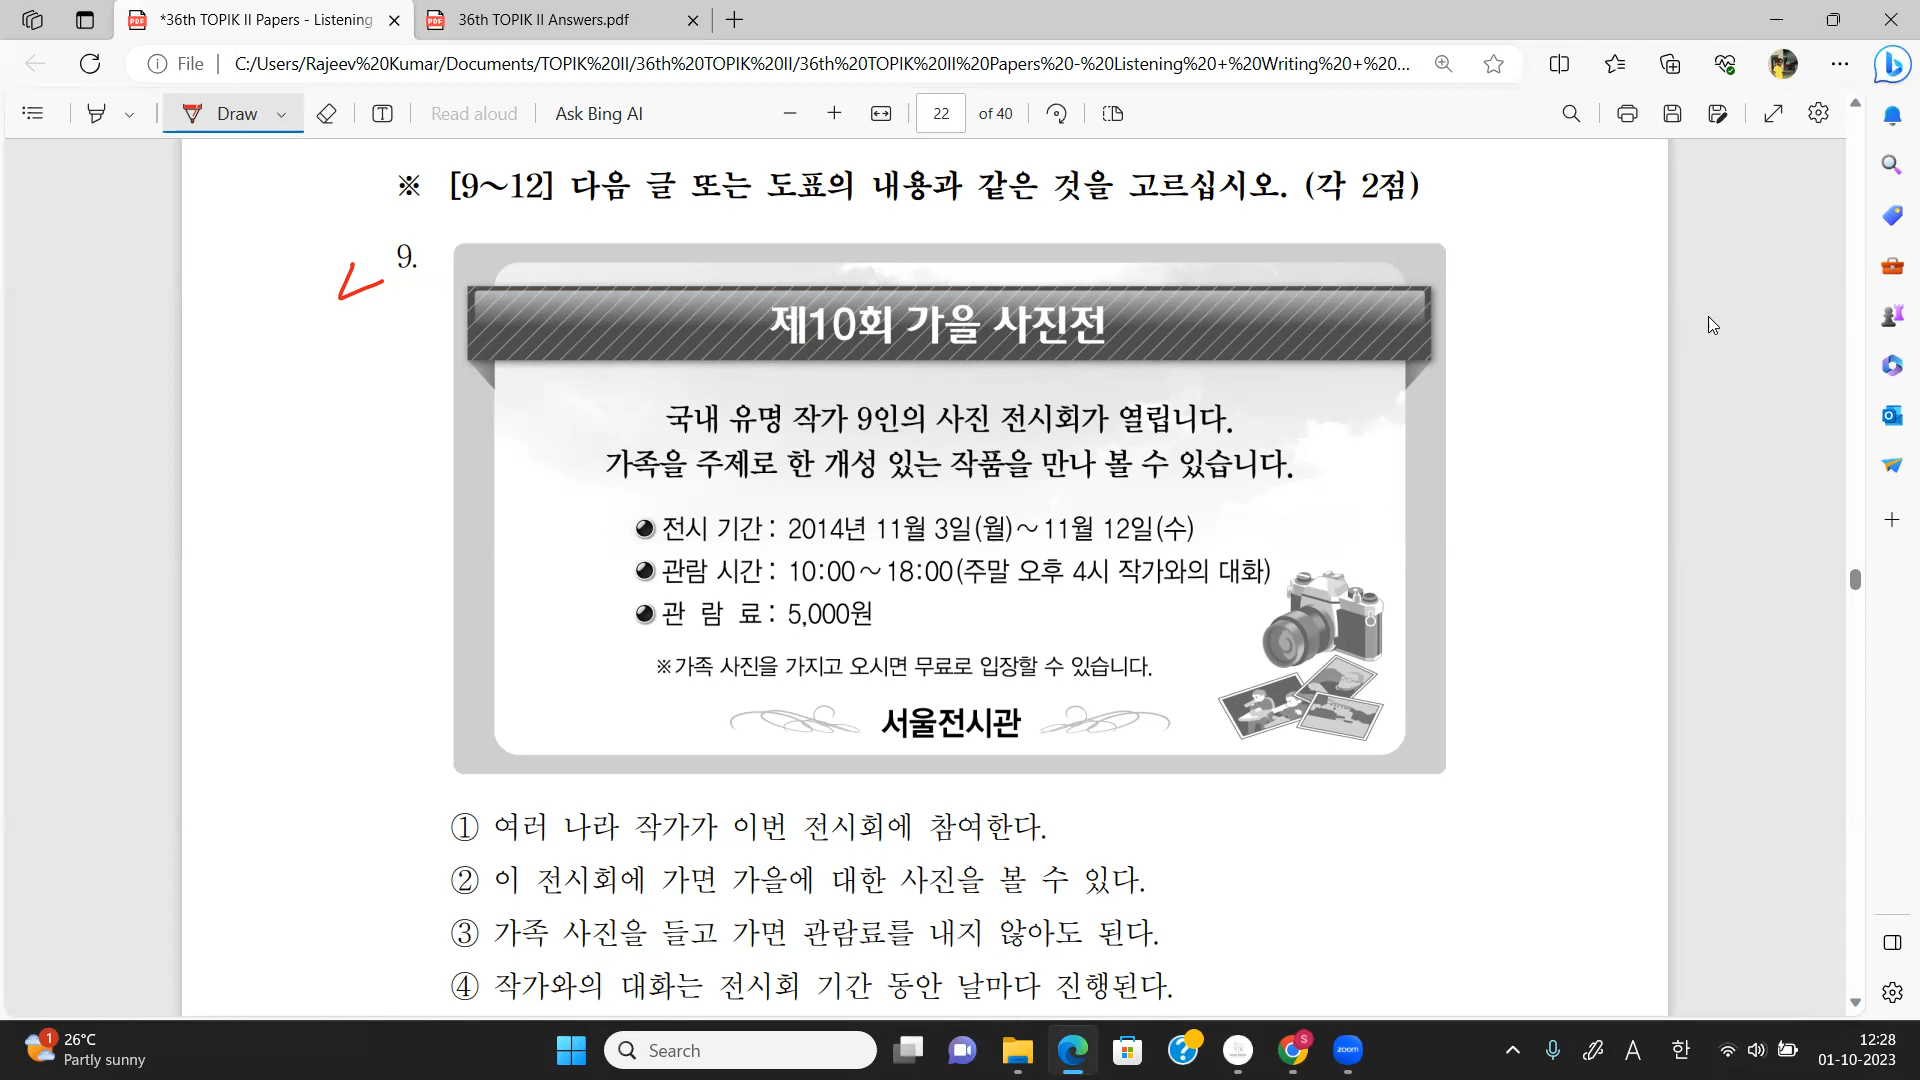 *36th TOPIK II Papers - Listening
36th TOPIK II Answers.pdf
File
C:/Users/Rajeev%20Kumar/Documents/TOPIK%20II/36th%20TOPIK%20II/36th%20TOPIK%20II%20Papers%20-%20Listening%20+%20Writing%20+%20...
Draw
Read aloud
Ask Bing AI
22
of 40
※ [9~12] 다음 글 또는 도표의 내용과 같은 것을 고르십시오. (각 2점)
9.
제10회 가을 사진전
국내 유명 작가 9인의 사진 전시회가 열립니다.
가족을 주제로 한 개성 있는 작품을 만나 볼 수 있습니다.
전시 기간 : 2014년 11월 3일(월)~11월 12일(수)
관람 시간 : 10:00~18:00(주말 오후 4시 작가와의 대화)
관 람 료 : 5,000원
※가족 사진을 가지고 오시면 무료로 입장할 수 있습니다.
서울전시관
① 여러 나라 작가가 이번 전시회에 참여한다.
② 이 전시회에 가면 가을에 대한 사진을 볼 수 있다.
③ 가족 사진을 들고 가면 관람료를 내지 않아도 된다.
④ 작가와의 대화는 전시회 기간 동안 날마다 진행된다.
1
26°C
Partly sunny
Search
S
zoom
A
한
12:28
01-10-2023